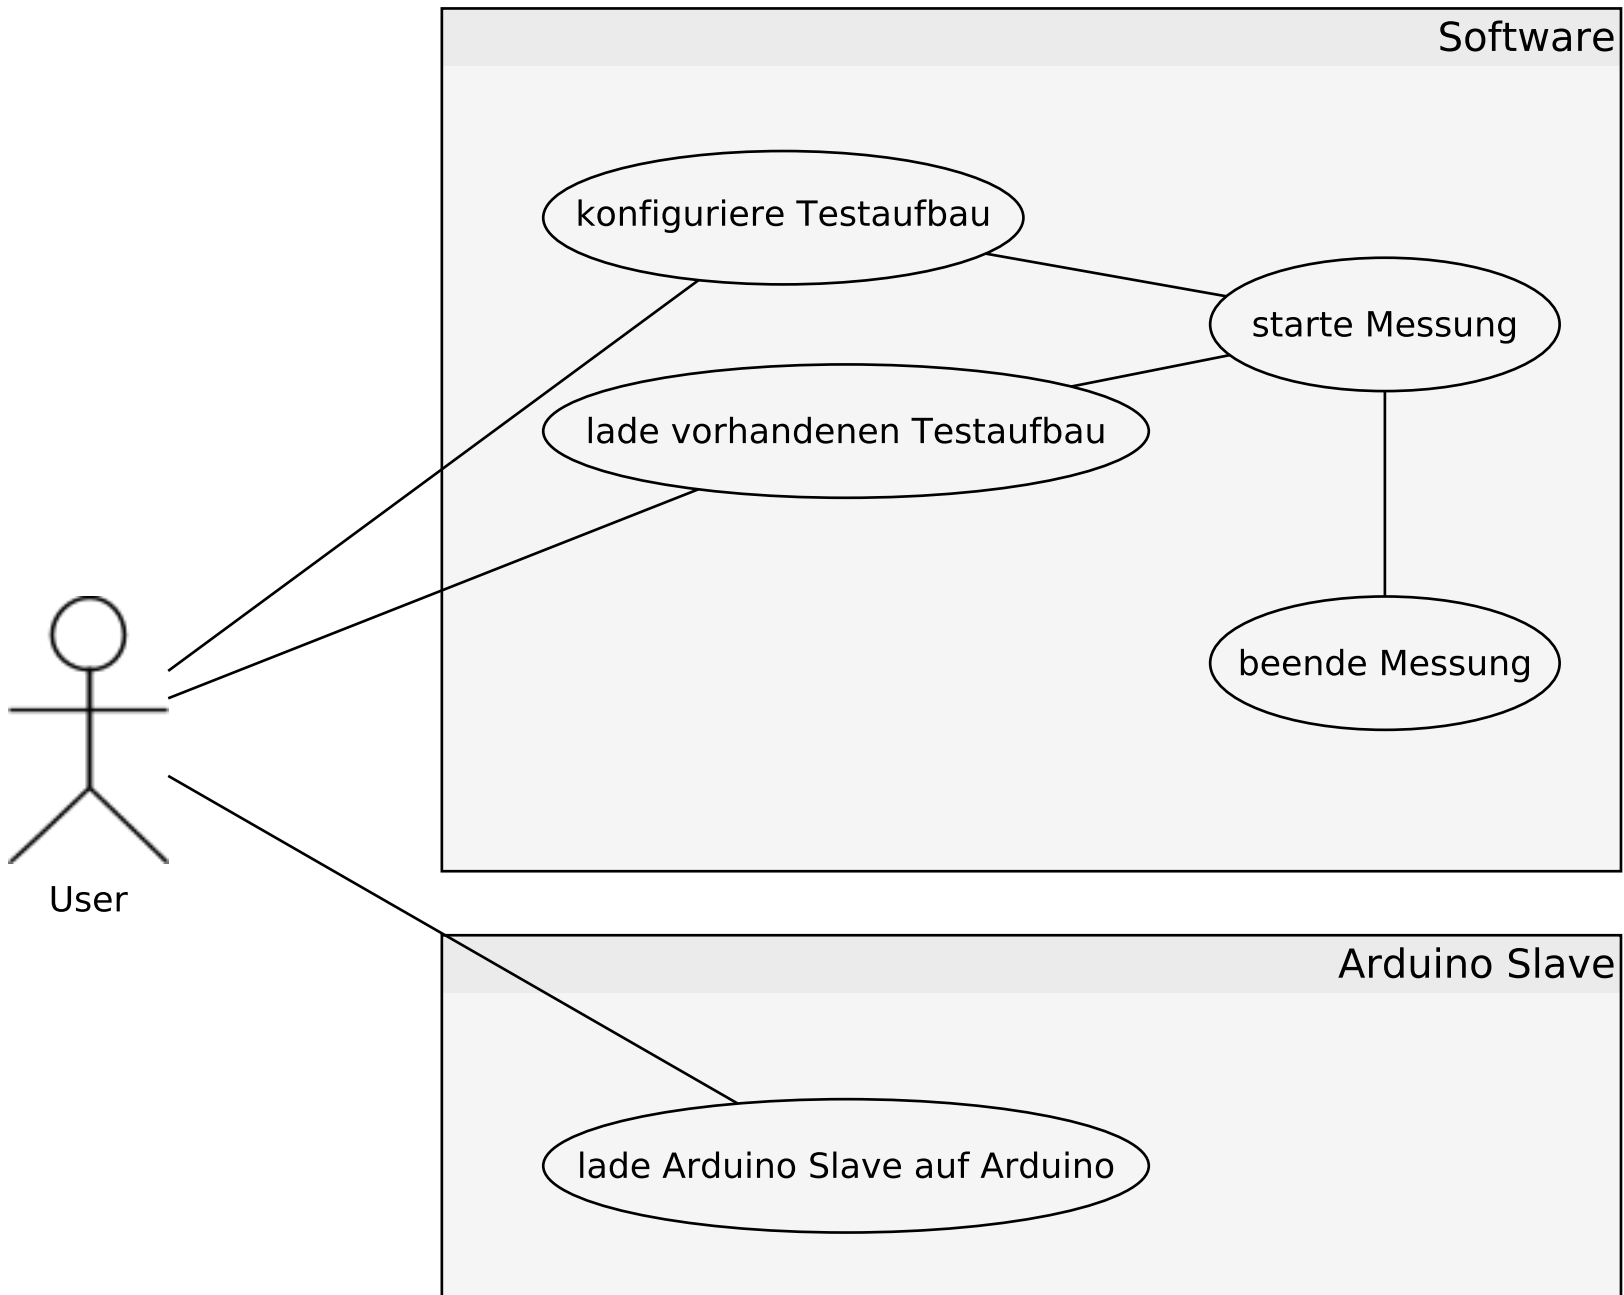 Software
konfiguriere Testaufbau
starte Messung
lade vorhandenen Testaufbau
beende Messung
User
Arduino Slave
lade Arduino Slave auf Arduino